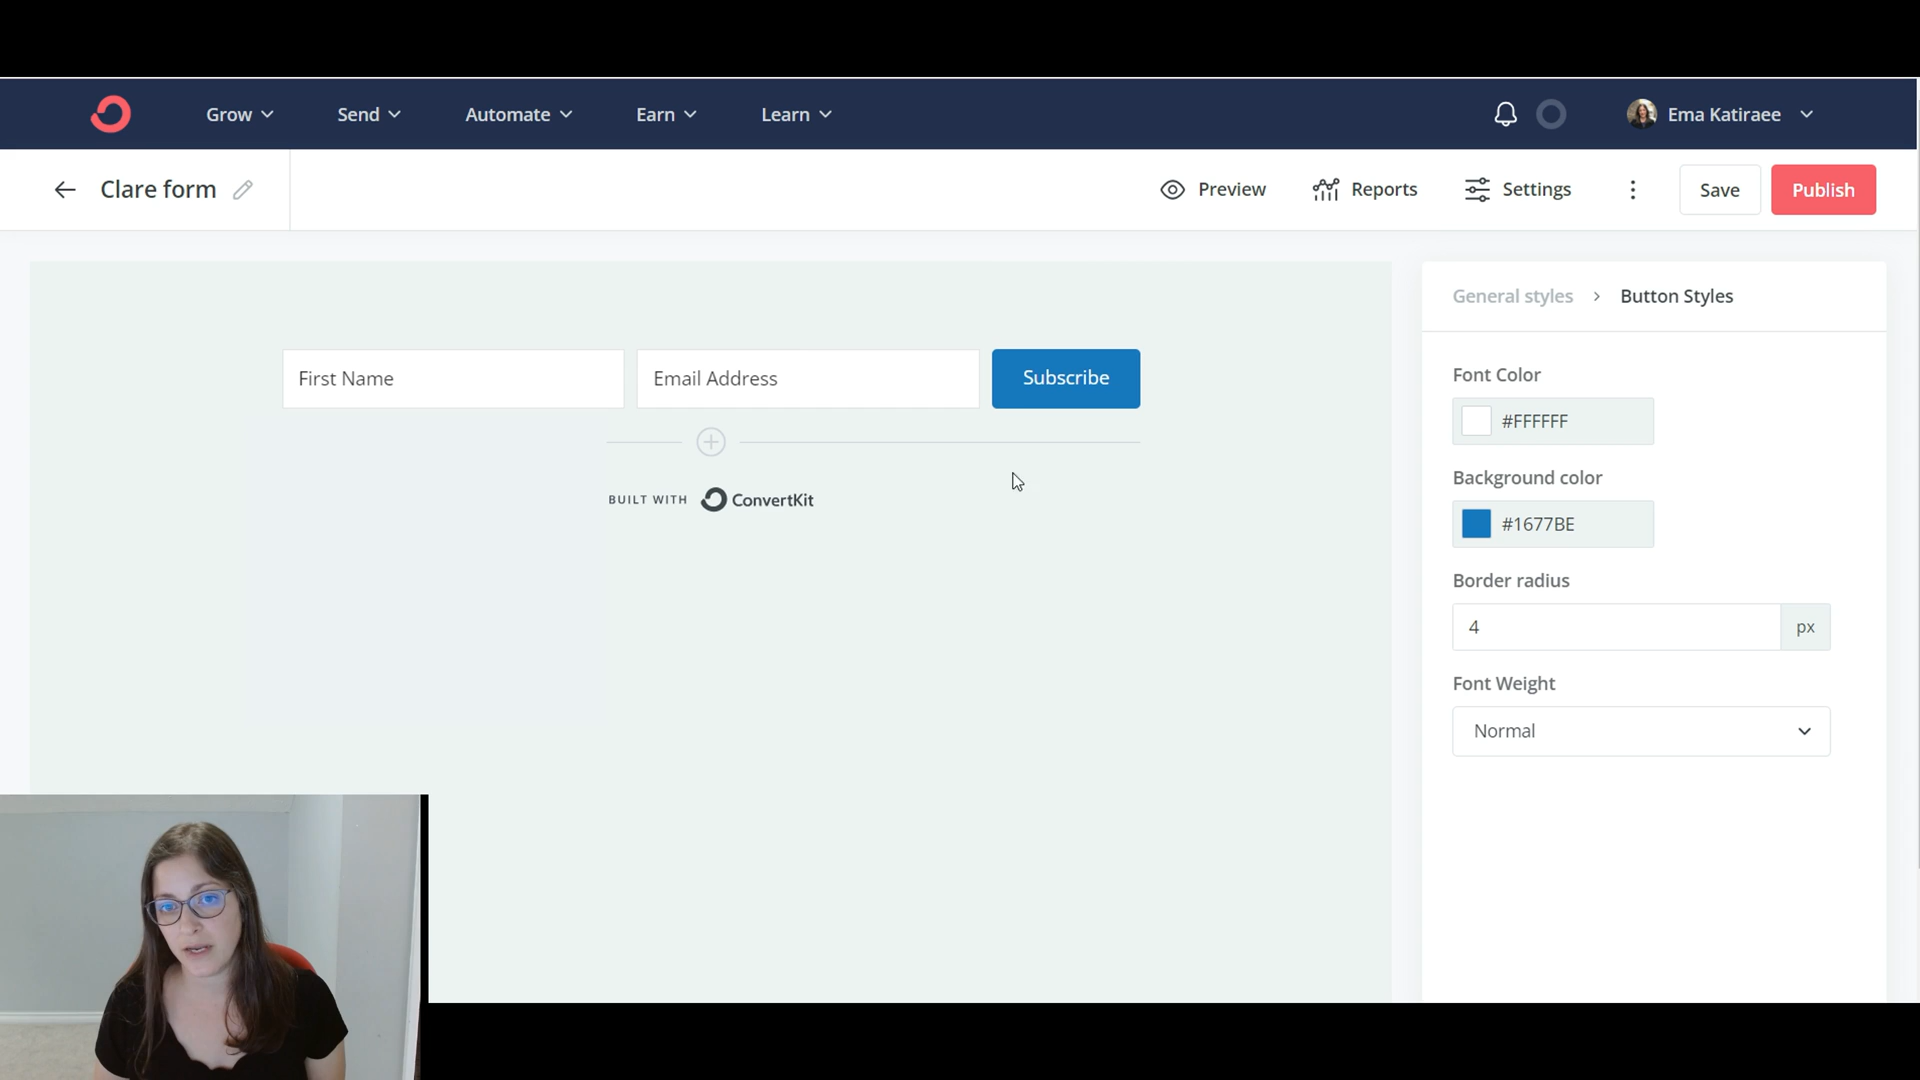 Grow
Send
Automate
Earn
Learn
Ema Katiraee
Clare form
Preview
Reports
Settings
Save
Publish
First Name
Email Address
Subscribe
BUILT WITH ConvertKit
General styles > Button Styles
Font Color
#FFFFFF
Background color
#1677BE
Border radius
4 px
Font Weight
Normal